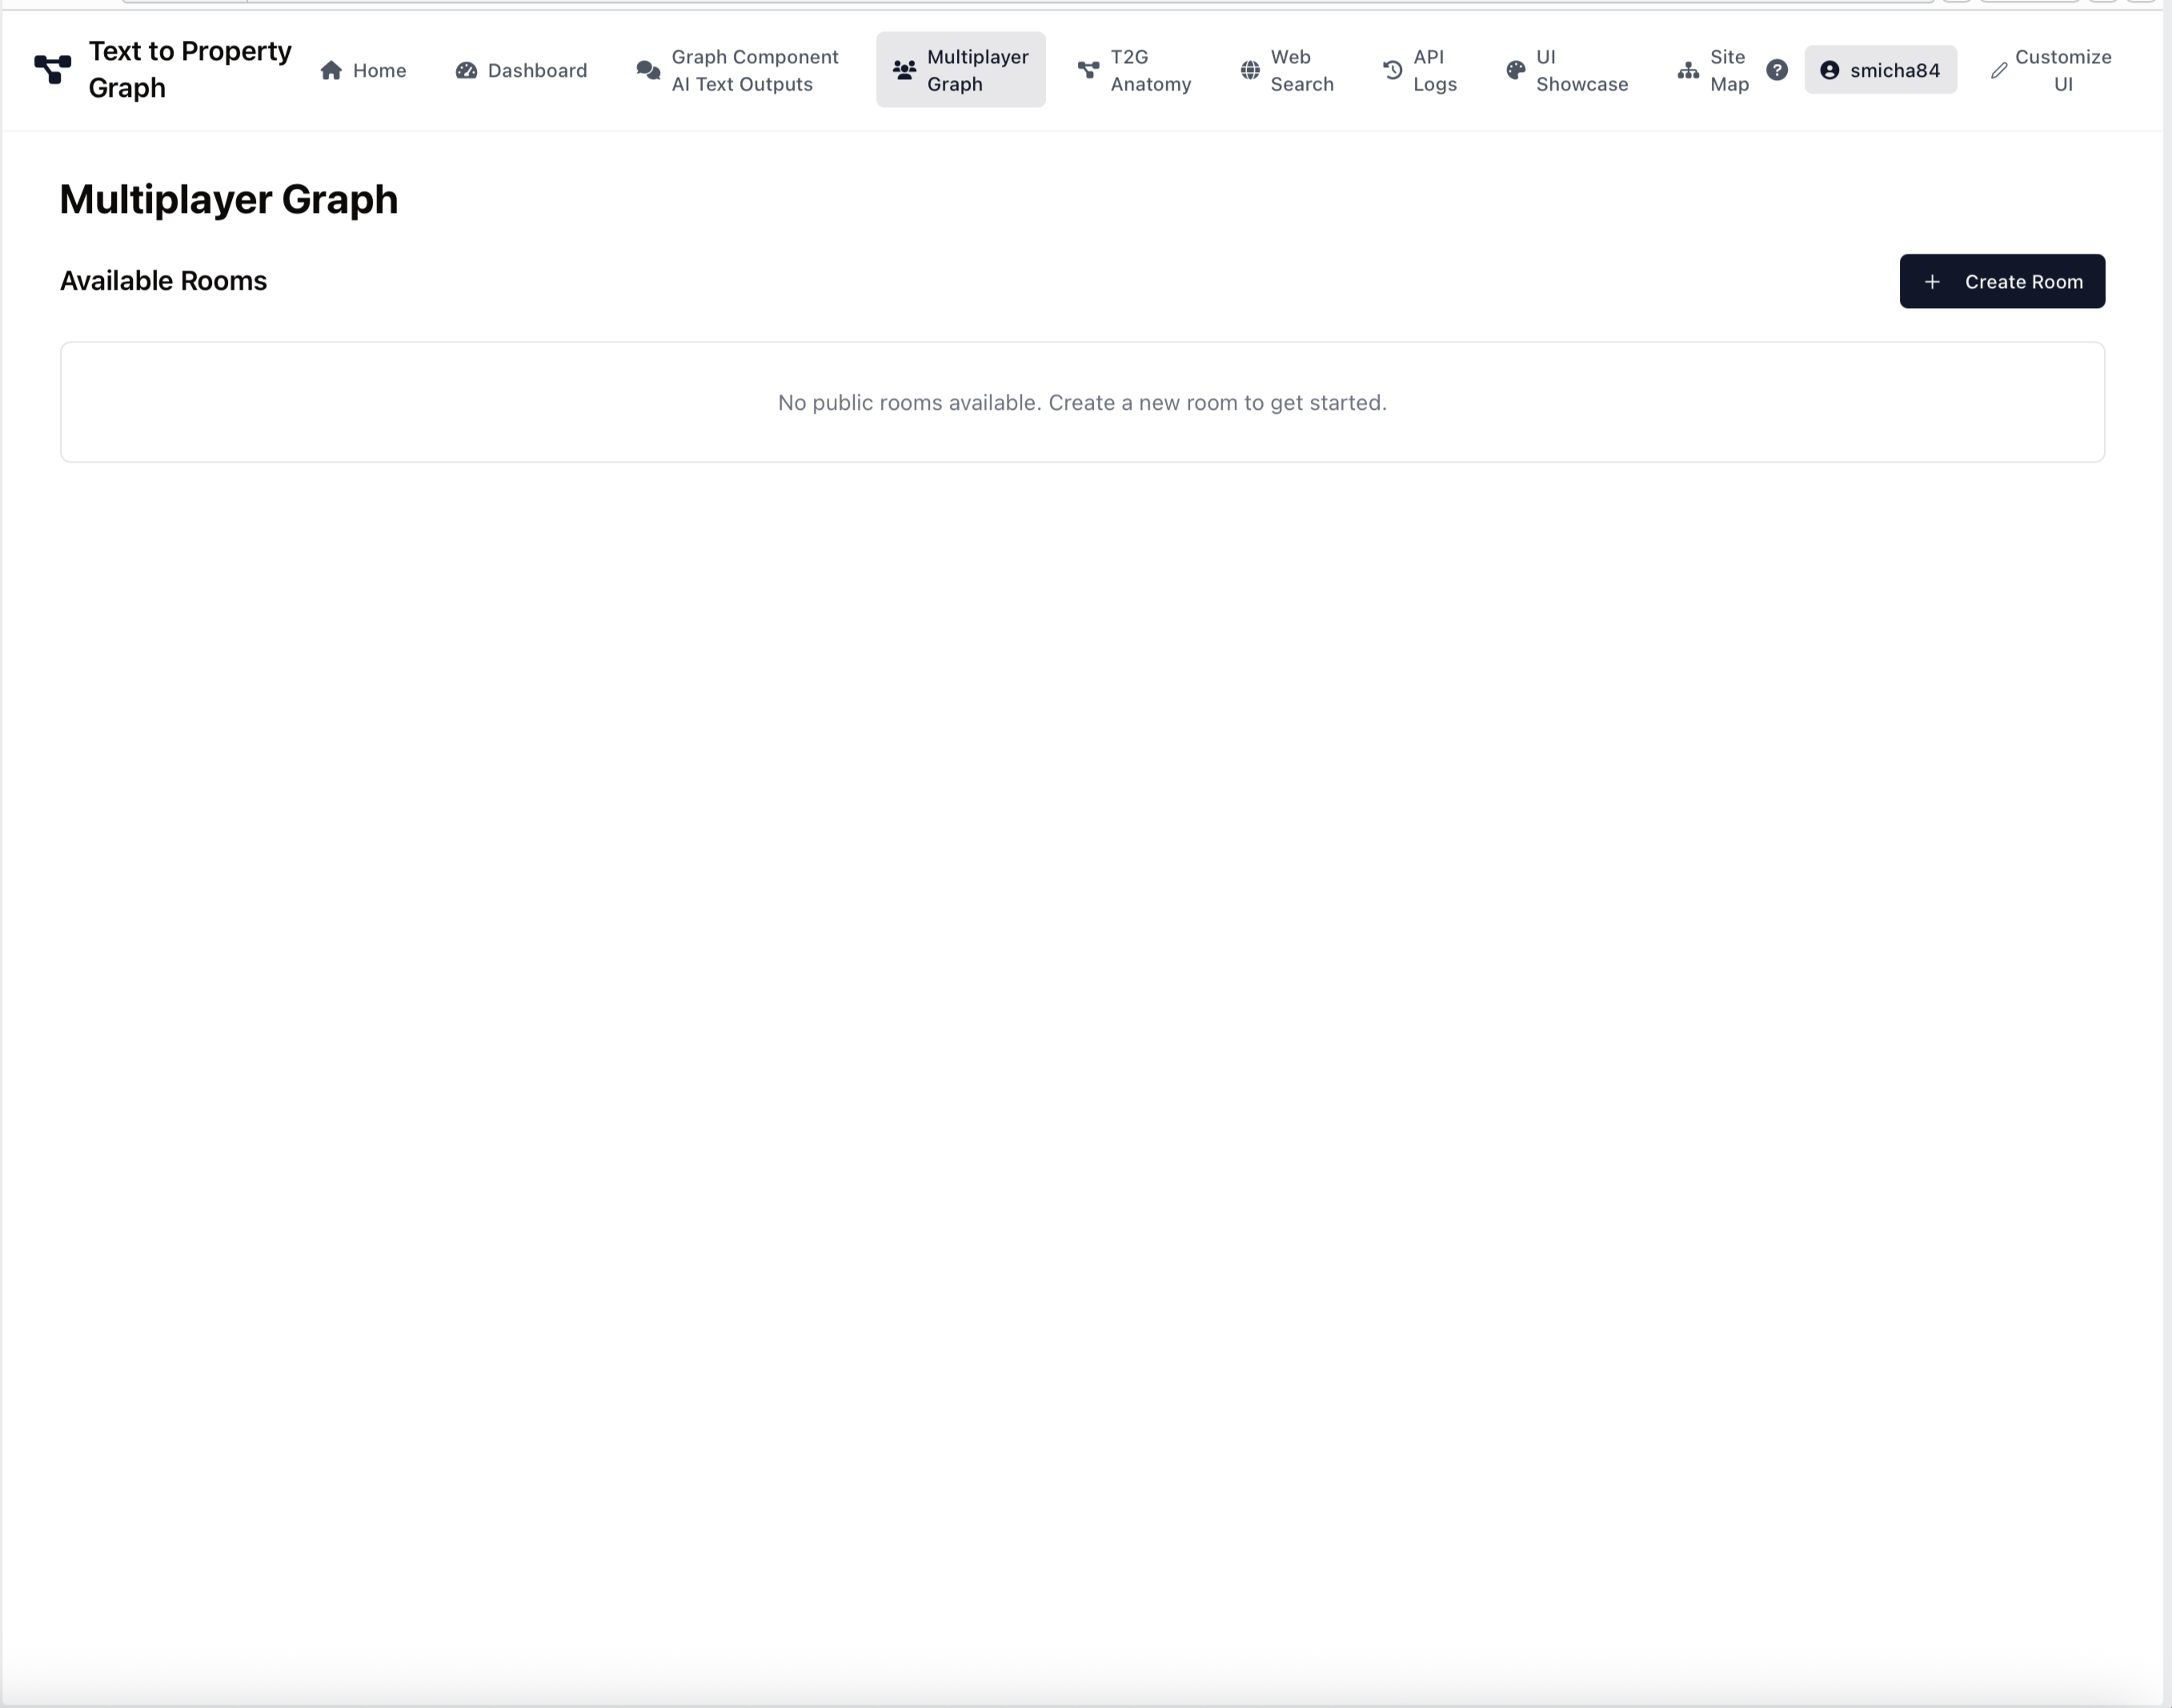 Text to Property
Graph
Home
Dashboard
Graph Component
AI Text Outputs
Multiplayer
Graph
T2G
Anatomy
Web
Search
API
Logs
UI
Showcase
Site
Map
?
smicha84
Customize
UI
Multiplayer Graph
Available Rooms
+ Create Room
No public rooms available. Create a new room to get started.